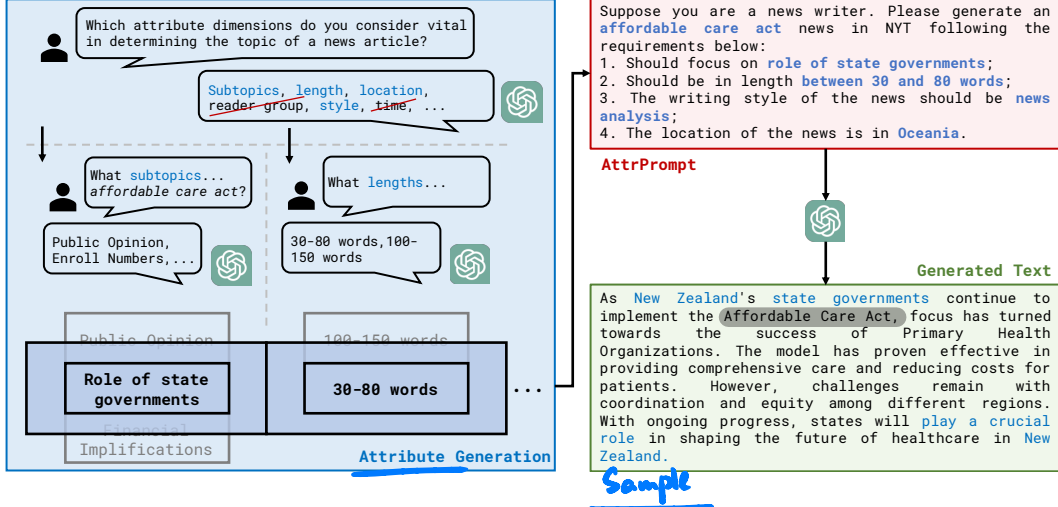 Which attribute dimensions do you consider vital
in determining the topic of a news article?
Subtopics, length, location,
reader group, style, time, ...
What subtopics...
affordable care act?
Public Opinion,
Enroll Numbers,...
What lengths...
30-80 words,100-
150 words
Public Opinion
Role of state
governments
Financial
Implifications
100-150 words
30-80 words
...
Attribute Generation
Suppose you are a news writer. Please generate an
affordable care act news in NYT following the
requirements below:
1. Should focus on role of state governments;
2. Should be in length between 30 and 80 words;
3. The writing style of the news should be news
analysis;
4. The location of the news is in Oceania.
AttrPrompt
Generated Text
As New Zealand's state governments continue to
implement the Affordable Care Act, focus has turned
towards the success of Primary Health
Organizations. The model has proven effective in
providing comprehensive care and reducing costs for
patients. However, challenges remain with
coordination and equity among different regions.
With ongoing progress, states will play a crucial
role in shaping the future of healthcare in New
Zealand.
Sample